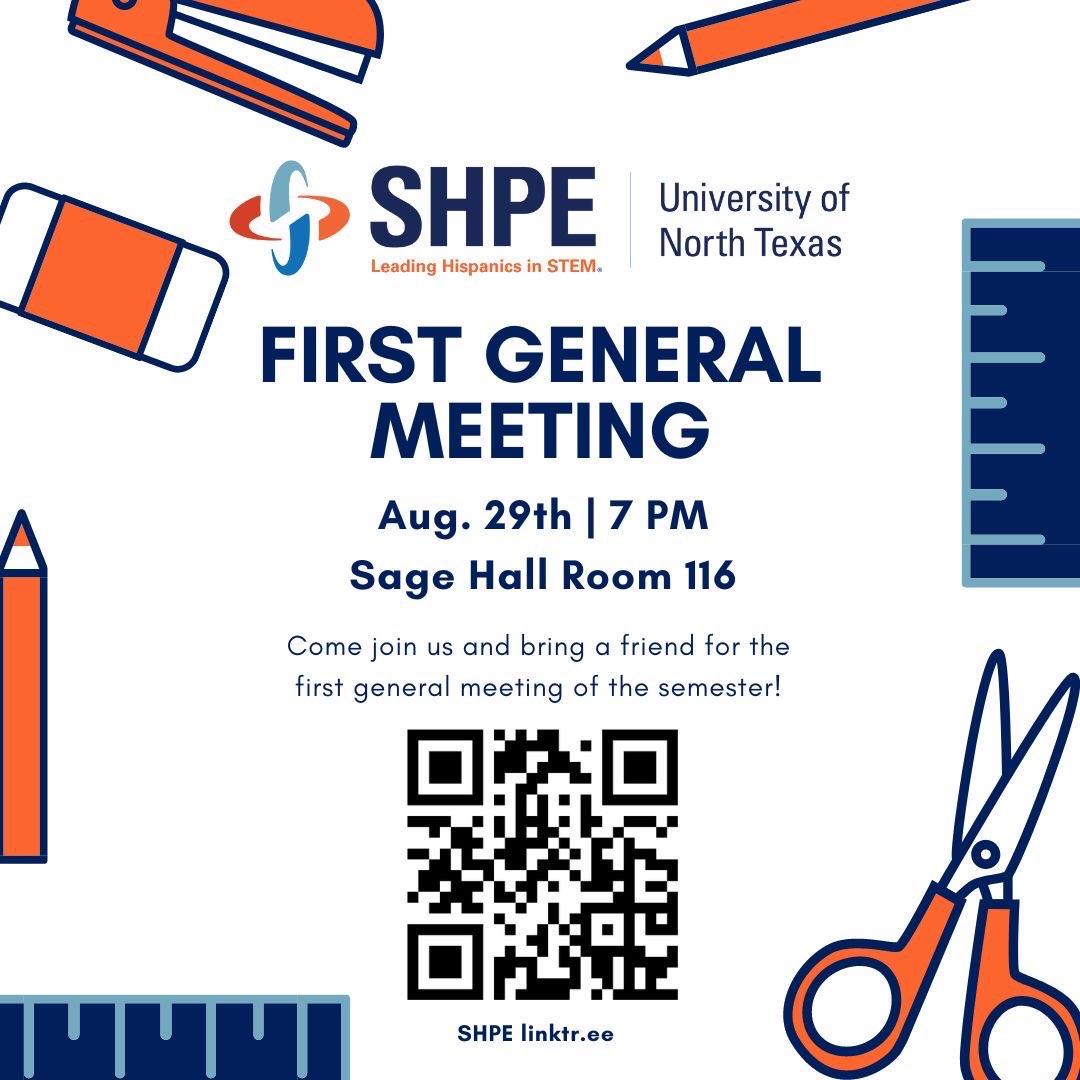 SHPE
Leading Hispanics in STEM®
University of
North Texas
FIRST GENERAL
MEETING
Aug. 29th | 7 PM
Sage Hall Room 116
Come join us and bring a friend for the
first general meeting of the semester!
SHPE linktr.ee